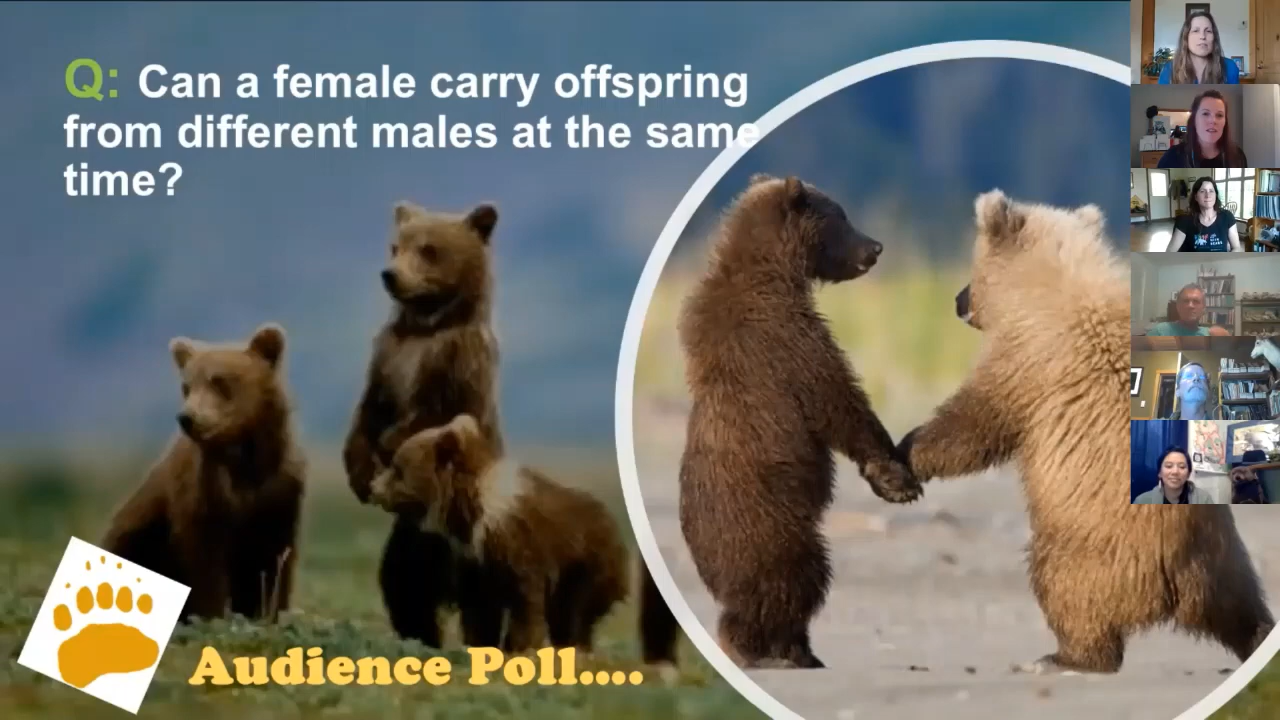 Q: Can a female carry offspring
from different males at the same
time?
Audience Poll....